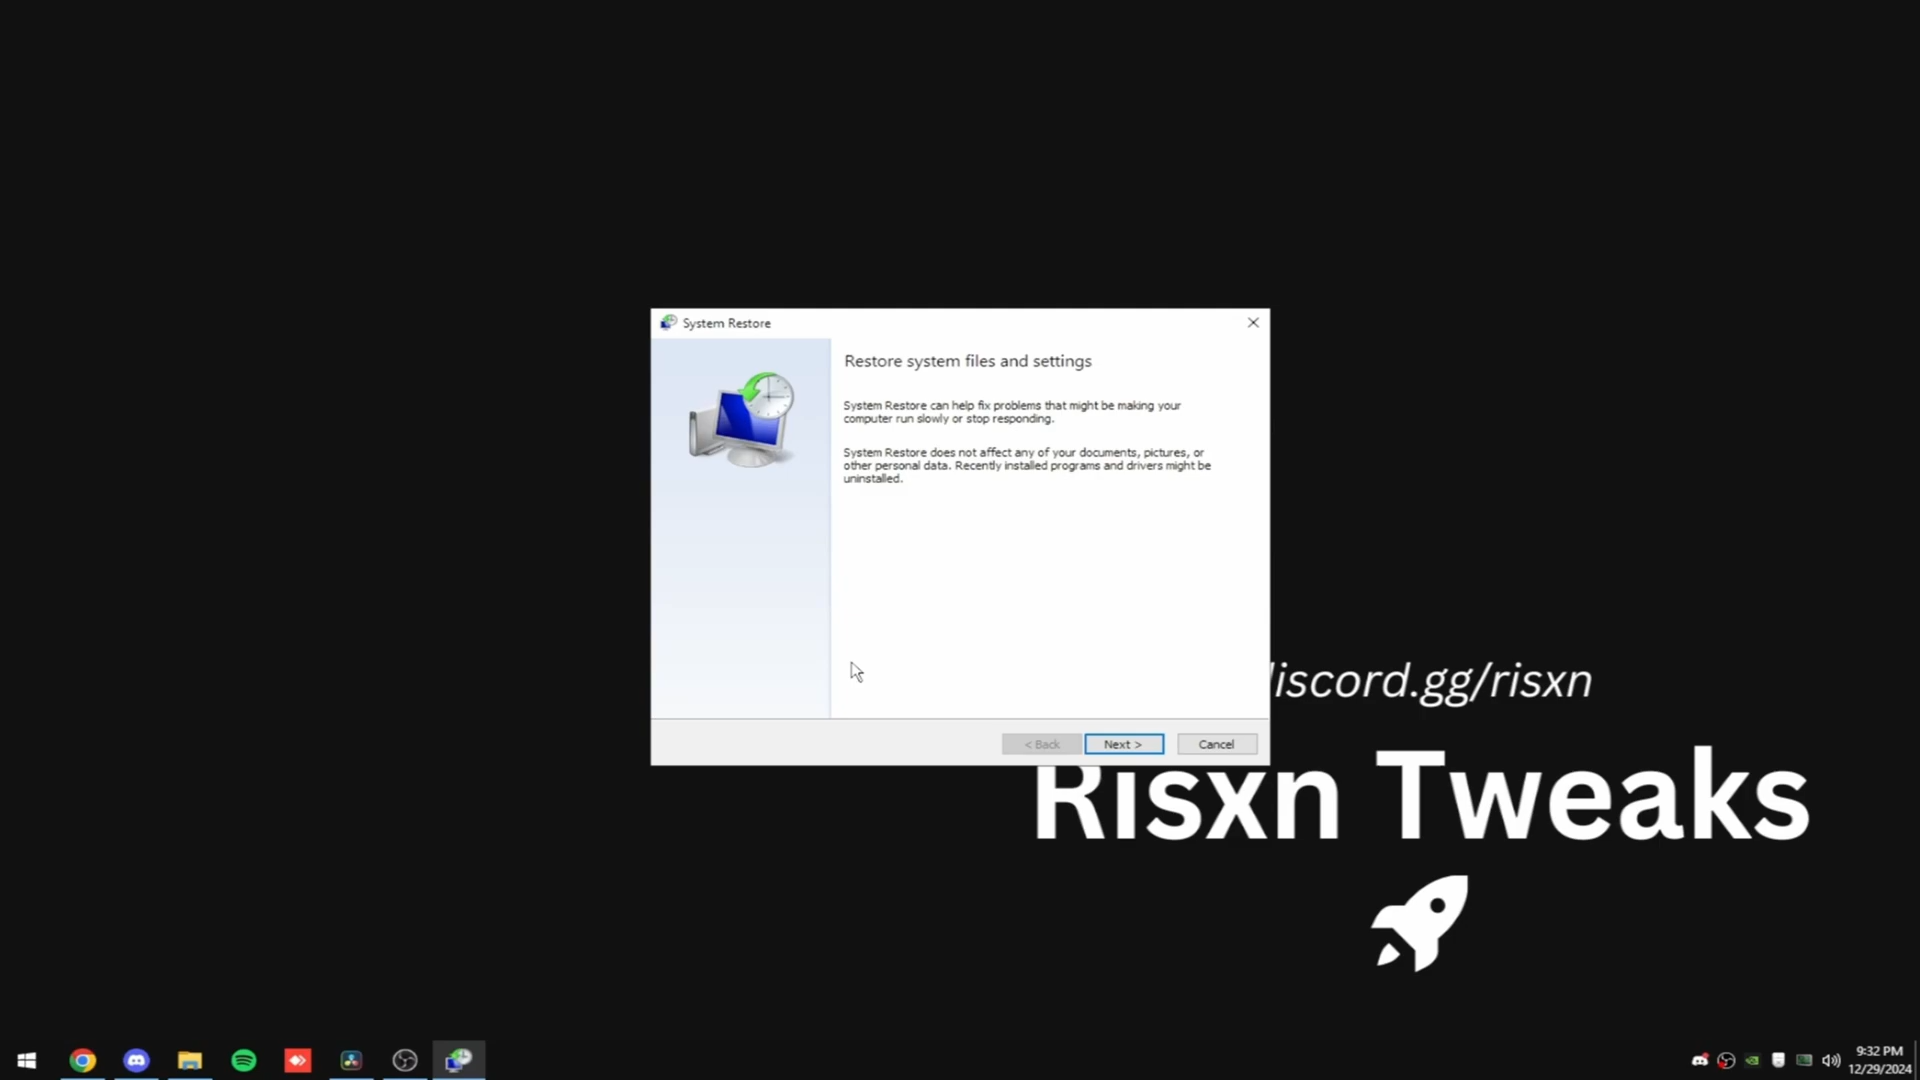 System Restore
Restore system files and settings
System Restore can help fix problems that might be making your
computer run slowly or stop responding.
System Restore does not affect any of your documents, pictures, or
other personal data. Recently installed programs and drivers might be
uninstalled.
< Back
Next >
Cancel
iscord.gg/risxn
Risxn Tweaks
9:32 PM
12/29/2024